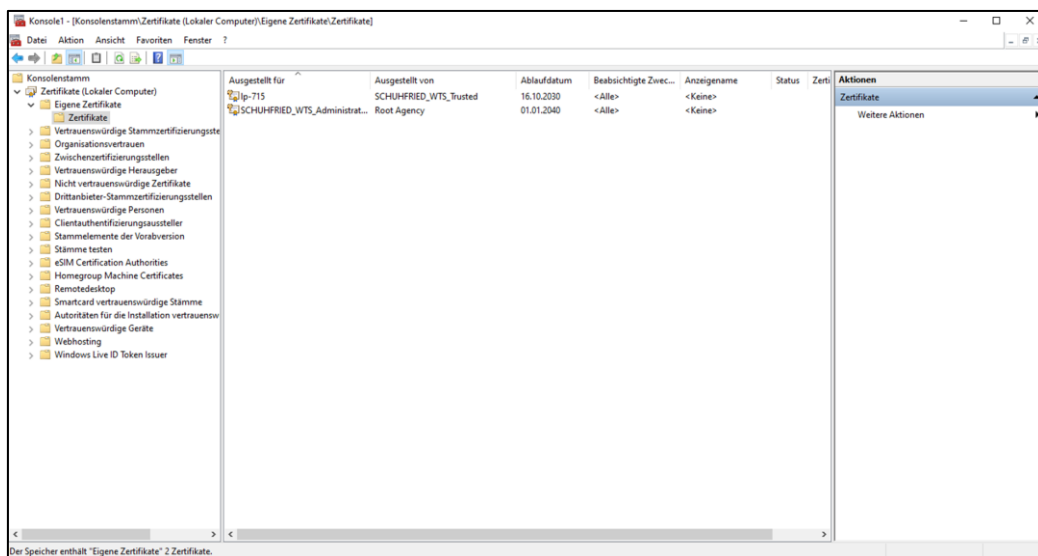 Konsole1 - [Konsolenstamm\Zertifikate (Lokaler Computer)\Eigene Zertifikate\Zertifikate]
Datei Aktion Ansicht Favoriten Fenster ?
Konsolenstamm
Zertifikate (Lokaler Computer)
Eigene Zertifikate
Zertifikate
Vertrauenswürdige Stammzertifizierungsste
Organisationsvertrauen
Zwischenzertifizierungsstellen
Vertrauenswürdige Herausgeber
Nicht vertrauenswürdige Zertifikate
Drittanbieter-Stammzertifizierungsstellen
Vertrauenswürdige Personen
Clientauthentifizierungsaussteller
Stammelemente der Vorabversion
Stämme testen
eSIM Certification Authorities
Homegroup Machine Certificates
Remotedesktop
Smartcard vertrauenswürdige Stämme
Autoritäten für die Installation vertrauensw
Vertrauenswürdige Geräte
Webhosting
Windows Live ID Token Issuer
Ausgestellt für Ausgestellt von Ablaufdatum Beabsichtigte Zwec... Anzeigename Status Zerti
lp-715 SCHUHFRIED_WTS_Trusted 16.10.2030 <Alle> <Keine>
SCHUHFRIED_WTS_Administrat... Root Agency 01.01.2040 <Alle> <Keine>
Aktionen
Zertifikate
Weitere Aktionen
Der Speicher enthält "Eigene Zertifikate" 2 Zertifikate.